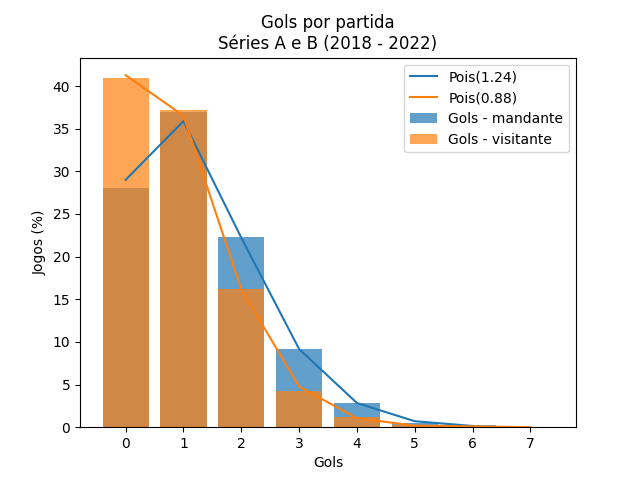 Gols por partida
Séries A e B (2018 - 2022)
Pois(1.24)
Pois(0.88)
Gols - mandante
Gols - visitante
Jogos (%)
40
35
30
25
20
15
10
5
0
0 1 2 3 4 5 6 7
Gols